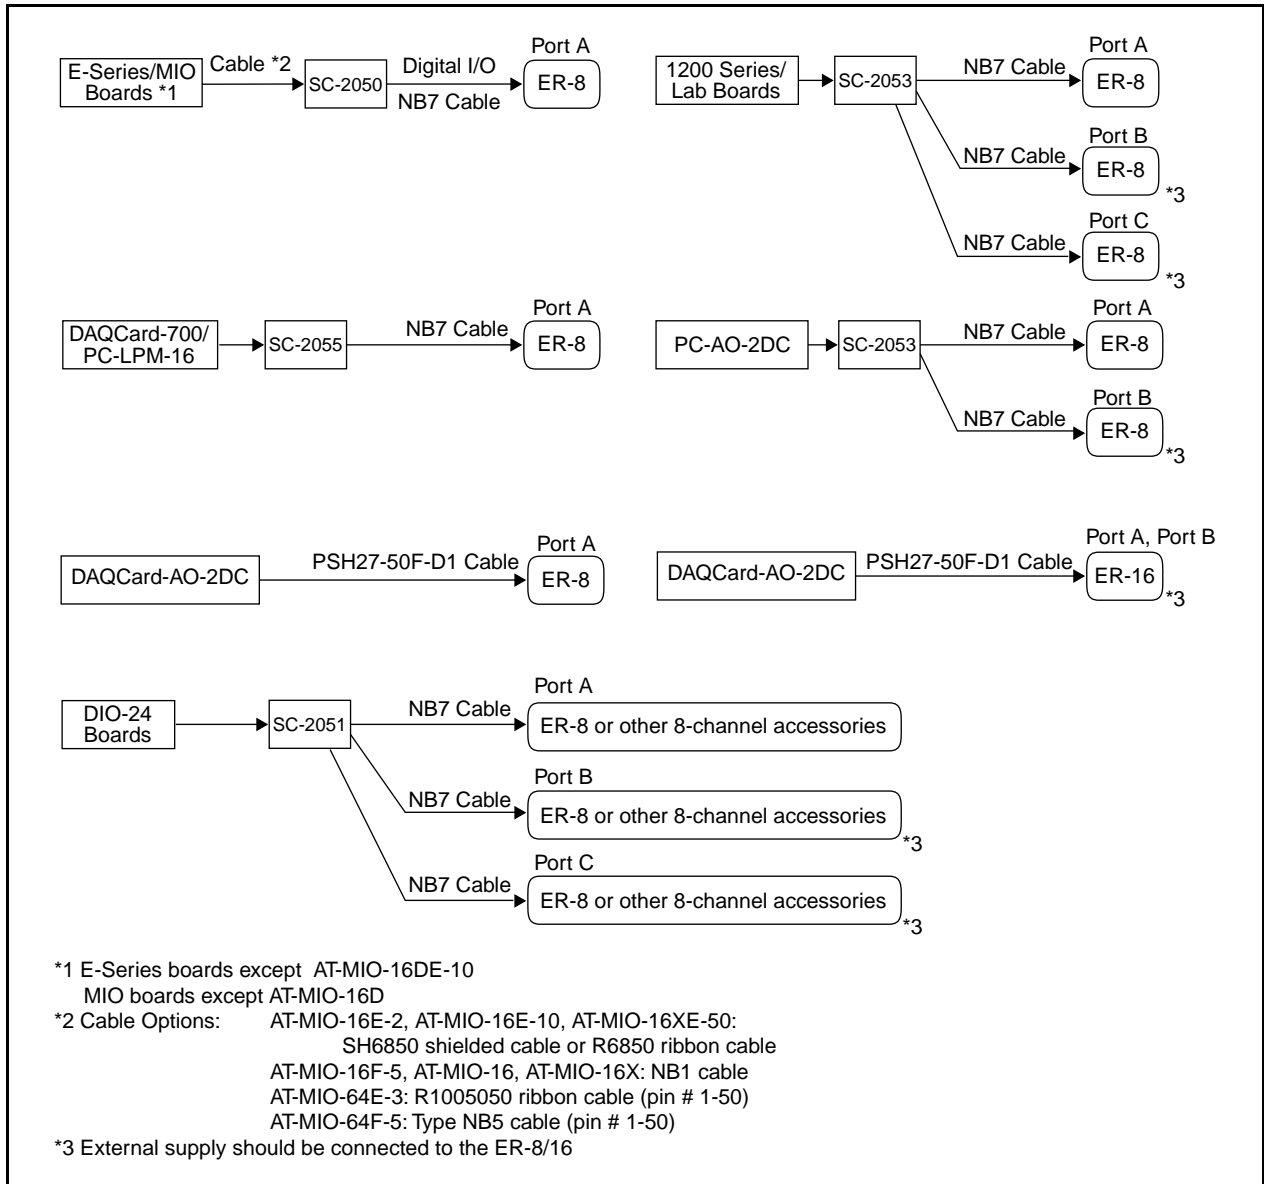 E-Series/MIO
Boards *1
Cable *2
SC-2050
Digital I/O
NB7 Cable
Port A
ER-8
1200 Series/
Lab Boards
SC-2053
NB7 Cable
Port A
ER-8
NB7 Cable
Port B
ER-8
*3
NB7 Cable
Port C
ER-8
*3
DAQCard-700/
PC-LPM-16
SC-2055
NB7 Cable
Port A
ER-8
PC-AO-2DC
SC-2053
NB7 Cable
Port A
ER-8
NB7 Cable
Port B
ER-8
*3
DAQCard-AO-2DC
PSH27-50F-D1 Cable
Port A
ER-8
DAQCard-AO-2DC
PSH27-50F-D1 Cable
Port A, Port B
ER-16
*3
DIO-24
Boards
SC-2051
NB7 Cable
Port A
ER-8 or other 8-channel accessories
NB7 Cable
Port B
ER-8 or other 8-channel accessories
*3
NB7 Cable
Port C
ER-8 or other 8-channel accessories
*3
*1 E-Series boards except AT-MIO-16DE-10
MIO boards except AT-MIO-16D
*2 Cable Options: AT-MIO-16E-2, AT-MIO-16E-10, AT-MIO-16XE-50:
SH6850 shielded cable or R6850 ribbon cable
AT-MIO-16F-5, AT-MIO-16, AT-MIO-16X: NB1 cable
AT-MIO-64E-3: R1005050 ribbon cable (pin # 1-50)
AT-MIO-64F-5: Type NB5 cable (pin # 1-50)
*3 External supply should be connected to the ER-8/16